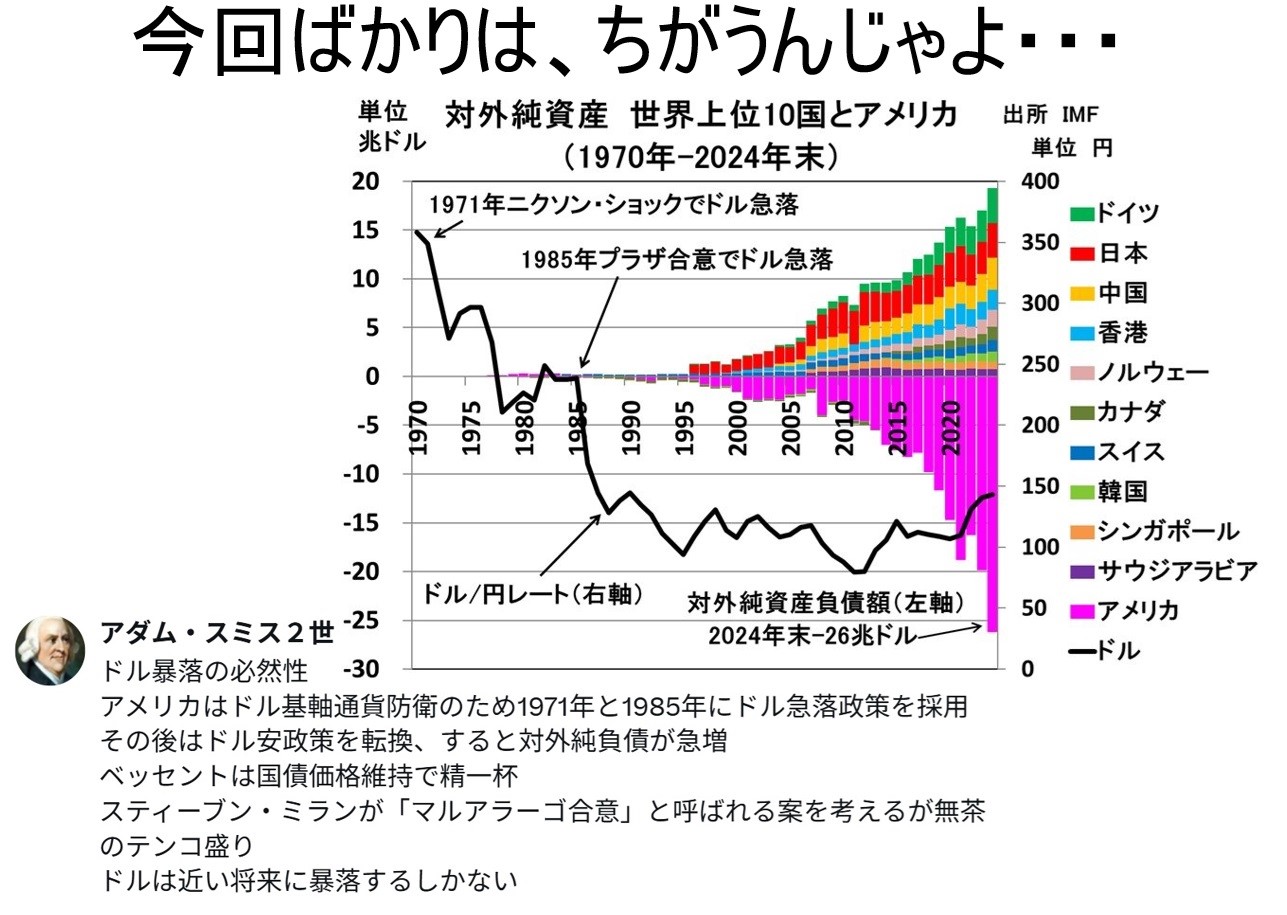 今回ばかりは、ちがうんじゃよ・・・
単位
兆ドル
対外純資産 世界上位10国とアメリカ
(1970年-2024年末)
出所 IMF
単位 円
20
15
10
5
0
-5
-10
-15
-20
-25
-30
1971年ニクソン・ショックでドル急落
1985年プラザ合意でドル急落
1970
1975
1980
1985
1990
1995
2000
2005
2010
2015
2020
ドル/円レート(右軸)
対外純資産負債額(左軸)
2024年末-26兆ドル
400
350
300
250
200
150
100
50
0
ドイツ
日本
中国
香港
ノルウェー
カナダ
スイス
韓国
シンガポール
サウジアラビア
アメリカ
ドル
アダム・スミス2世
ドル暴落の必然性
アメリカはドル基軸通貨防衛のため1971年と1985年にドル急落政策を採用
その後はドル安政策を転換、すると対外純負債が急増
ベッセントは国債価格維持で精一杯
スティーブン・ミランが「マルアラーゴ合意」と呼ばれる案を考えるが無茶
のテンコ盛り
ドルは近い将来に暴落するしかない